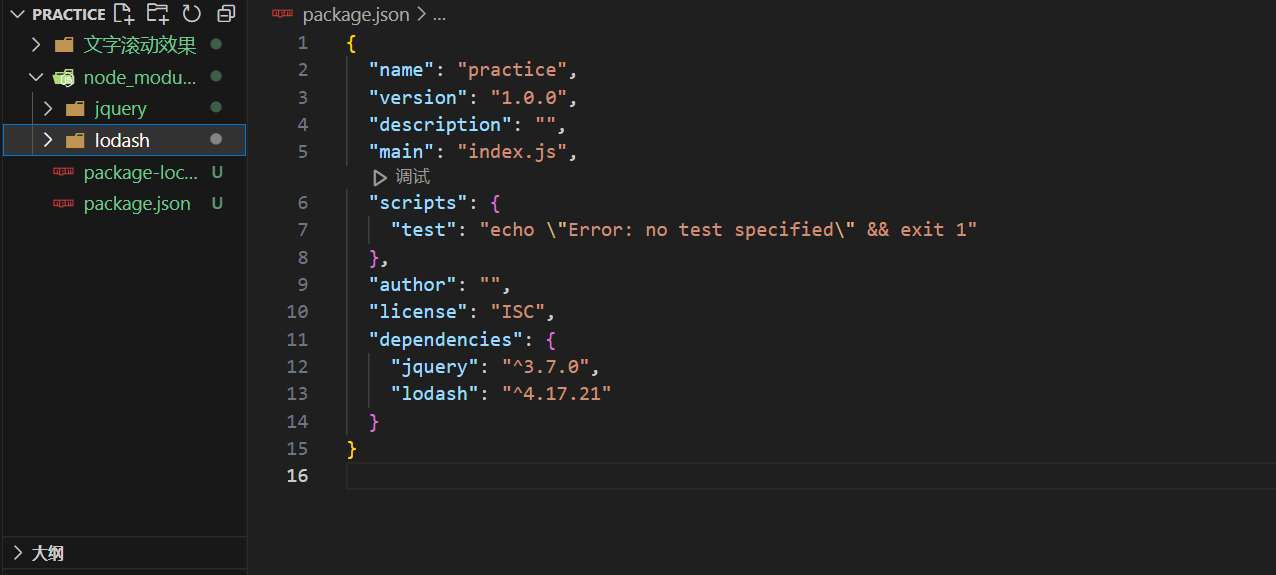 PRACTICE
文字滚动效果
node_modu...
jquery
lodash
package-loc... U
package.json U
大纲
package.json > ...
1 {
2 "name": "practice",
3 "version": "1.0.0",
4 "description": "",
5 "main": "index.js",
调试
6 "scripts": {
7 "test": "echo \"Error: no test specified\" && exit 1"
8 },
9 "author": "",
10 "license": "ISC",
11 "dependencies": {
12 "jquery": "^3.7.0",
13 "lodash": "^4.17.21"
14 }
15 }
16